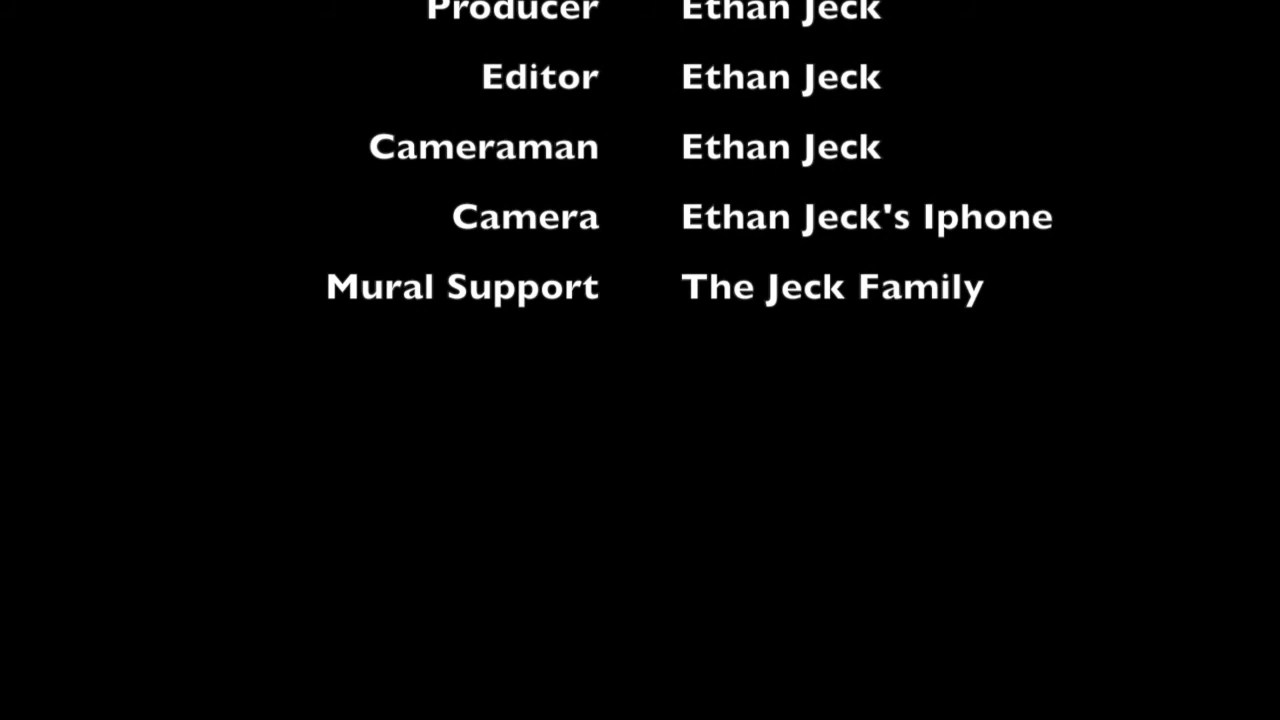 Producer Ethan Jeck
Editor Ethan Jeck
Cameraman Ethan Jeck
Camera Ethan Jeck's Iphone
Mural Support The Jeck Family